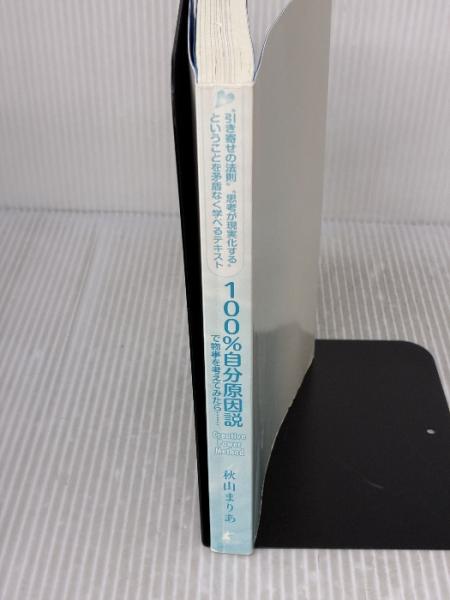 "引き寄せの法則" "思考が現実化する"
ということを矛盾なく学べるテキスト
100%自分原因説
で物事を考えてみたら……
Creative
Power
Method
秋山まりあ